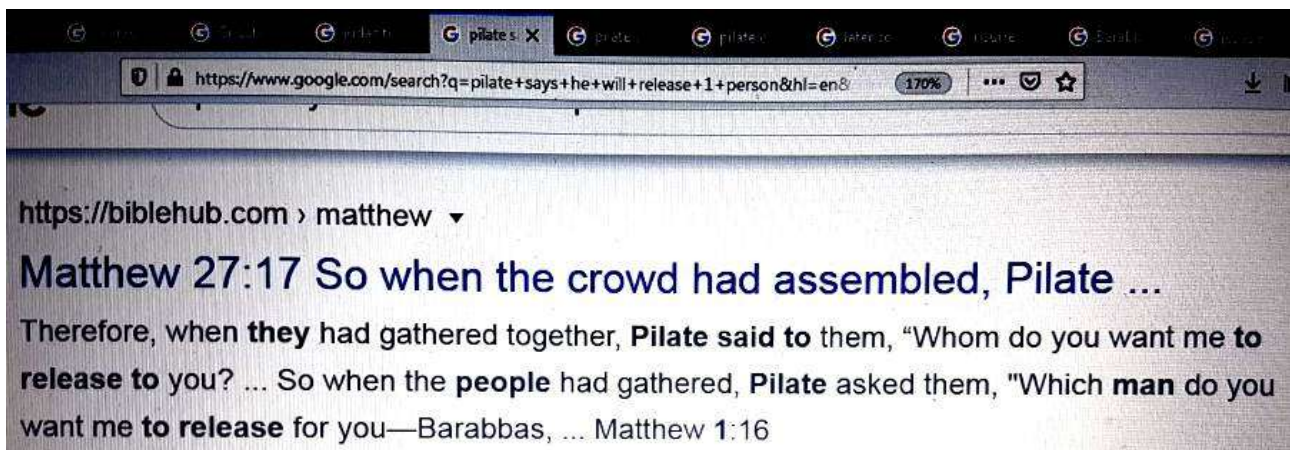 pilate s
https://www.google.com/search?q=pilate+says+he+will+release+1+person&hl=en&
170%
https://biblehub.com › matthew
Matthew 27:17 So when the crowd had assembled, Pilate ...
Therefore, when they had gathered together, Pilate said to them, “Whom do you want me to
release to you? ... So when the people had gathered, Pilate asked them, "Which man do you
want me to release for you—Barabbas, ... Matthew 1:16